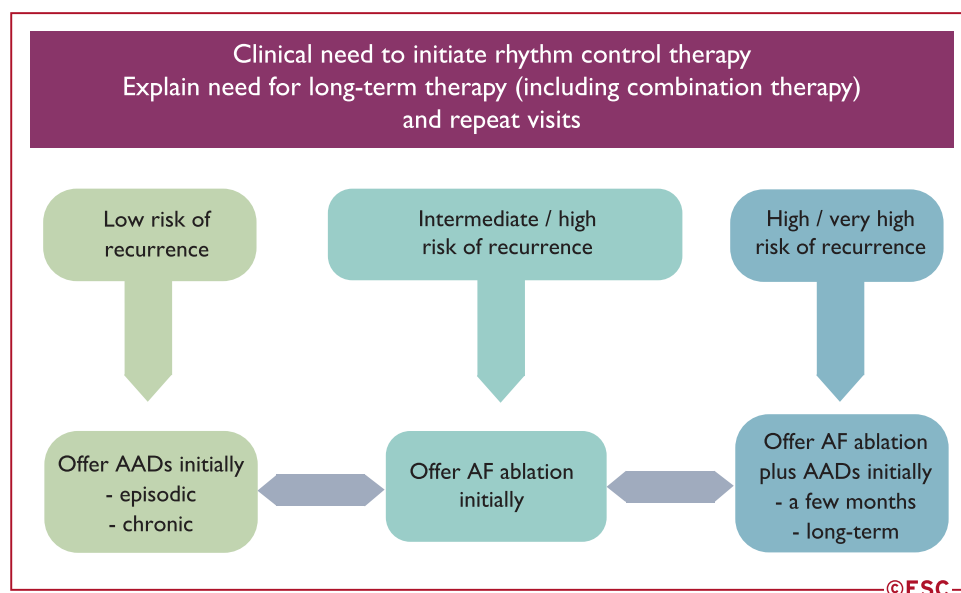 Clinical need to initiate rhythm control therapy
Explain need for long-term therapy (including combination therapy)
and repeat visits
Low risk of
recurrence
Intermediate / high
risk of recurrence
High / very high
risk of recurrence
Offer AADs initially
- episodic
- chronic
Offer AF ablation
initially
Offer AF ablation
plus AADs initially
- a few months
- long-term
©ESC